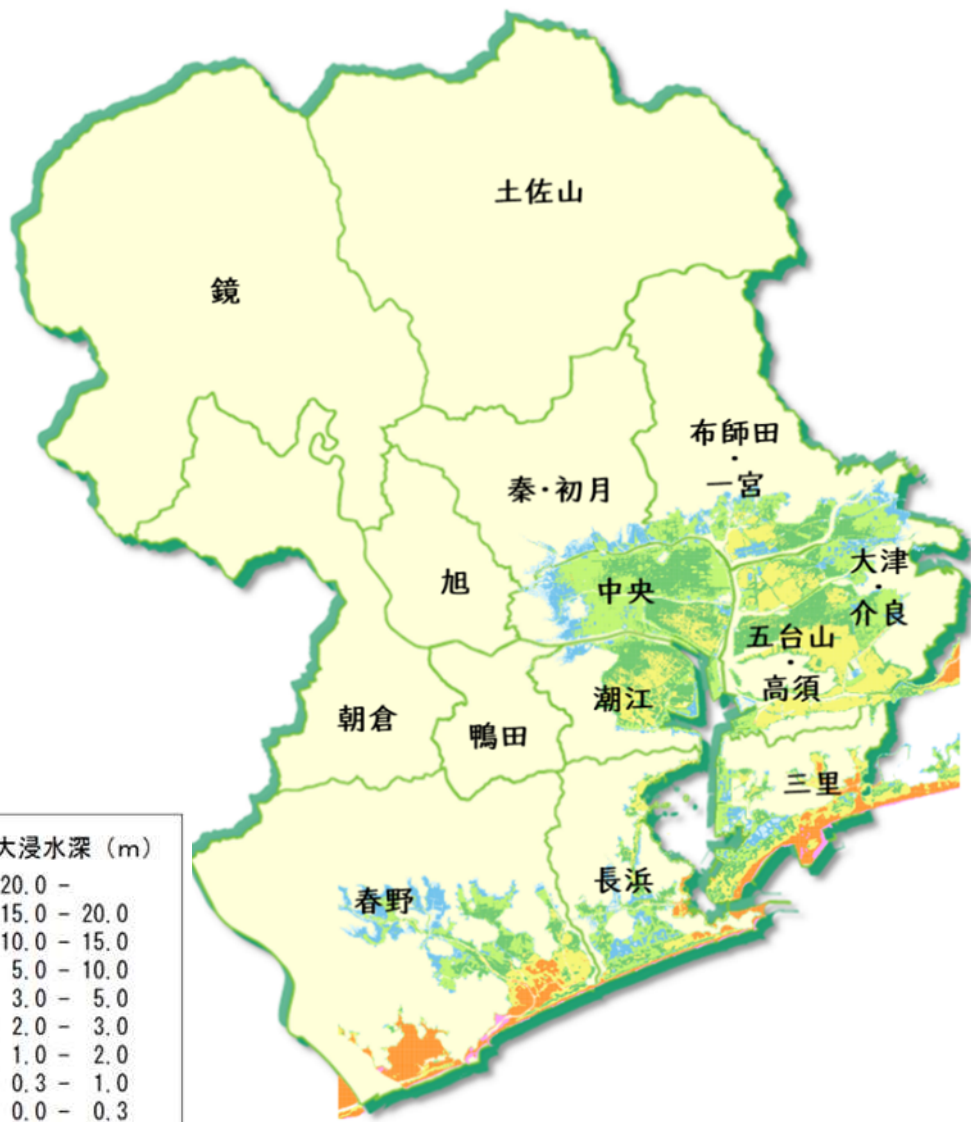 土佐山
鏡
布師田
・
一宮
秦・初月
大津
・
介良
旭
中央
五台山
・
高須
潮江
朝倉
鴨田
三里
長浜
春野
大浸水深（m）
20.0 -
15.0 - 20.0
10.0 - 15.0
5.0 - 10.0
3.0 - 5.0
2.0 - 3.0
1.0 - 2.0
0.3 - 1.0
0.0 - 0.3